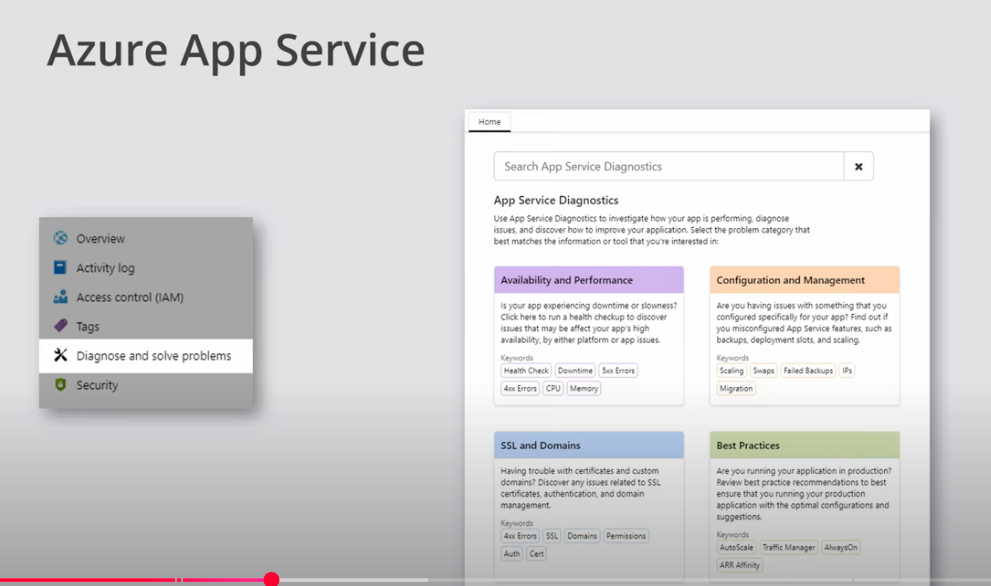 Azure App Service
Overview
Activity log
Access control (IAM)
Tags
Diagnose and solve problems
Security
Home
Search App Service Diagnostics
App Service Diagnostics
Use App Service Diagnostics to investigate how your app is performing, diagnose
issues, and discover how to improve your application. Select the problem category that
best matches the information or tool that you're interested in:
Availability and Performance
Is your app experiencing downtime or slowness?
Click here to run a health checkup to discover
issues that may be affect your app's high
availability, by either platform or app issues.
Keywords
Health Check Downtime 5xx Errors
4xx Errors CPU Memory
Configuration and Management
Are you having issues with something that you
configured specifically for your app? Find out if
you misconfigured App Service features, such as
backups, deployment slots, and scaling.
Keywords
Scaling Swaps Failed Backups IPs
Migration
SSL and Domains
Having trouble with certificates and custom
domains? Discover any issues related to SSL
certificates, authentication, and domain
management.
Keywords
4xx Errors SSL Domains Permissions
Auth Cert
Best Practices
Are you running your application in production?
Review best practice recommendations to best
ensure that you running your production
application with the optimal configurations and
suggestions.
Keywords
AutoScale Traffic Manager AlwaysOn
ARR Affinity